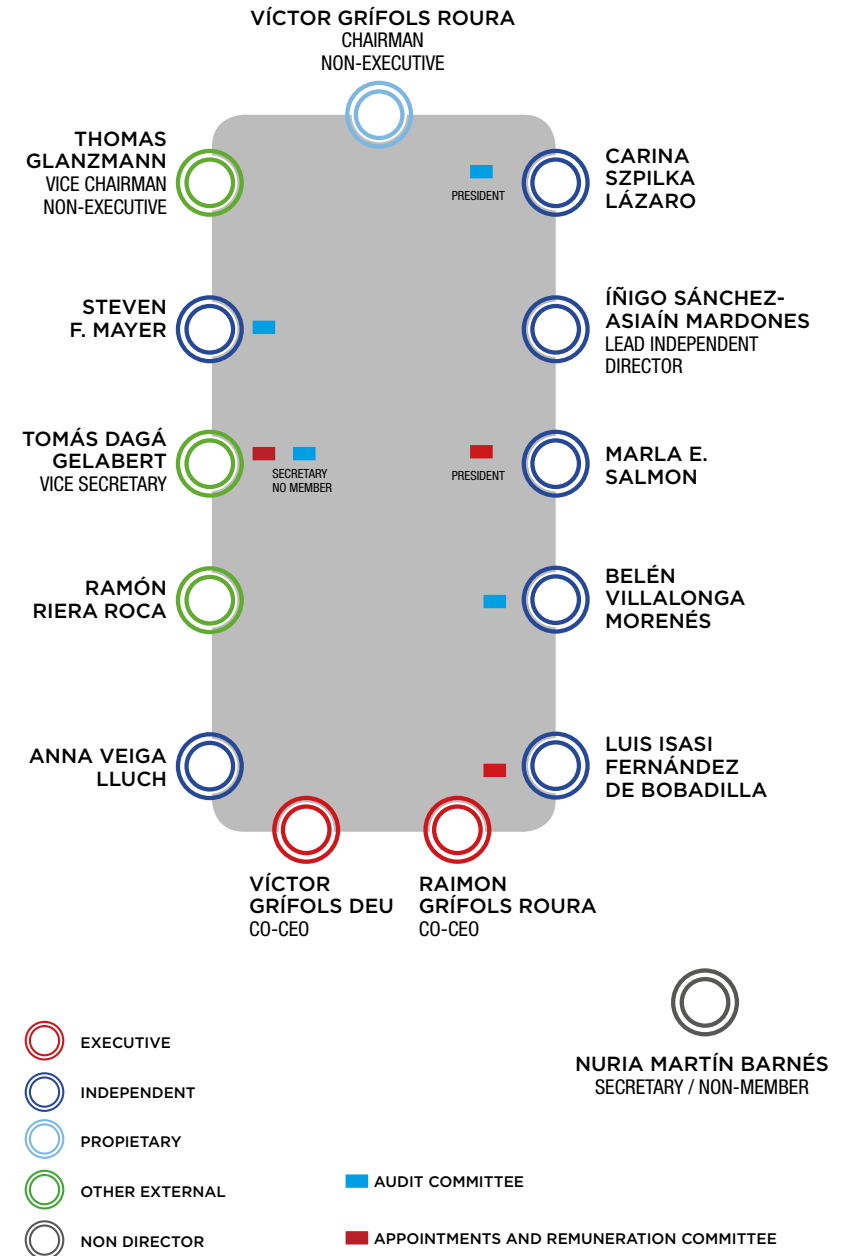 VÍCTOR GRÍFOLS ROURA
CHAIRMAN
NON-EXECUTIVE
THOMAS
GLANZMANN
VICE CHAIRMAN
NON-EXECUTIVE
PRESIDENT
CARINA
SZPILKA
LÁZARO
STEVEN
F. MAYER
ÍÑIGO SÁNCHEZ-
ASIAÍN MARDONES
LEAD INDEPENDENT
DIRECTOR
TOMÁS DAGÁ
GELABERT
VICE SECRETARY
SECRETARY
NO MEMBER
PRESIDENT
MARLA E.
SALMON
RAMÓN
RIERA ROCA
BELÉN
VILLALONGA
MORENÉS
ANNA VEIGA
LLUCH
LUIS ISASI
FERNÁNDEZ
DE BOBADILLA
VÍCTOR
GRÍFOLS DEU
CO-CEO
RAIMON
GRÍFOLS ROURA
CO-CEO
NURIA MARTÍN BARNÉS
SECRETARY / NON-MEMBER
EXECUTIVE
INDEPENDENT
PROPIETARY
OTHER EXTERNAL
NON DIRECTOR
AUDIT COMMITTEE
APPOINTMENTS AND REMUNERATION COMMITTEE